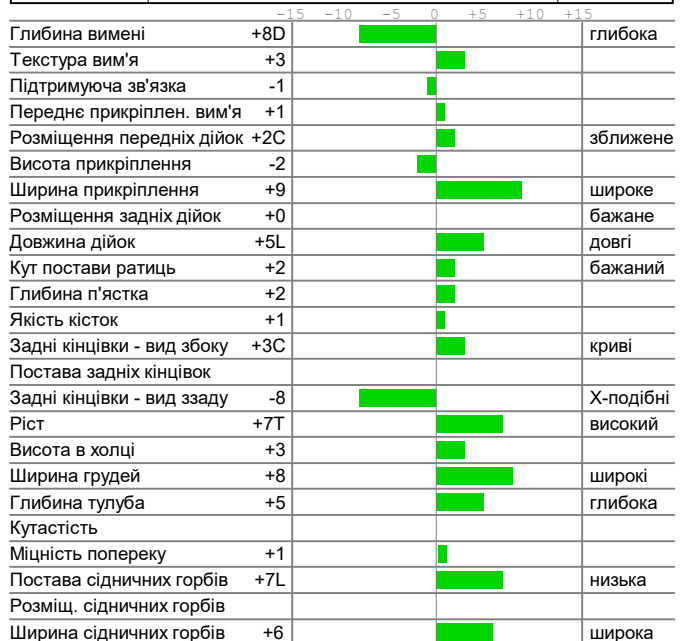 -15 -10 -5 0 +5 +10 +15
Глибина вимені +8D глибока
Текстура вим'я +3
Підтримуюча зв'язка -1
Переднє прикріплен. вим'я +1
Розміщення передніх дійок +2C зближене
Висота прикріплення -2
Ширина прикріплення +9 широке
Розміщення задніх дійок +0 бажане
Довжина дійок +5L довгі
Кут постави ратиць +2 бажаний
Глибина п'ястка +2
Якість кісток +1
Задні кінцівки - вид збоку +3C криві
Постава задніх кінцівок
Задні кінцівки - вид ззаду -8 Х-подібні
Ріст +7T високий
Висота в холці +3
Ширина грудей +8 широкі
Глибина тулуба +5 глибока
Кутастість
Міцність попереку +1
Постава сідничних горбів +7L низька
Розміщ. сідничних горбів
Ширина сідничних горбів +6 широка